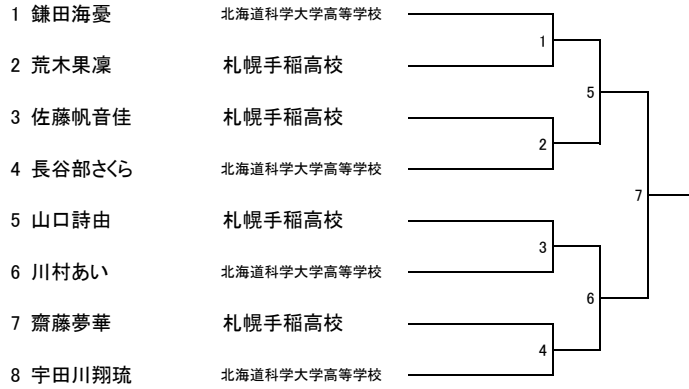 1 鎌田海憂 北海道科学大学高等学校
1
2 荒木果凜 札幌手稲高校
5
3 佐藤帆音佳 札幌手稲高校
2
4 長谷部さくら 北海道科学大学高等学校
7
5 山口詩由 札幌手稲高校
3
6 川村あい 北海道科学大学高等学校
6
7 齋藤夢華 札幌手稲高校
4
8 宇田川翔琉 北海道科学大学高等学校